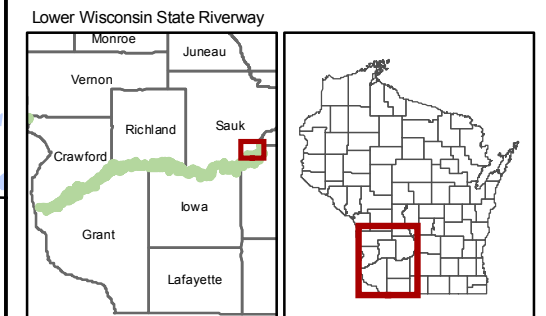 Lower Wisconsin State Riverway
Monroe
Juneau
Vernon
Richland
Sauk
Crawford
Iowa
Grant
Lafayette